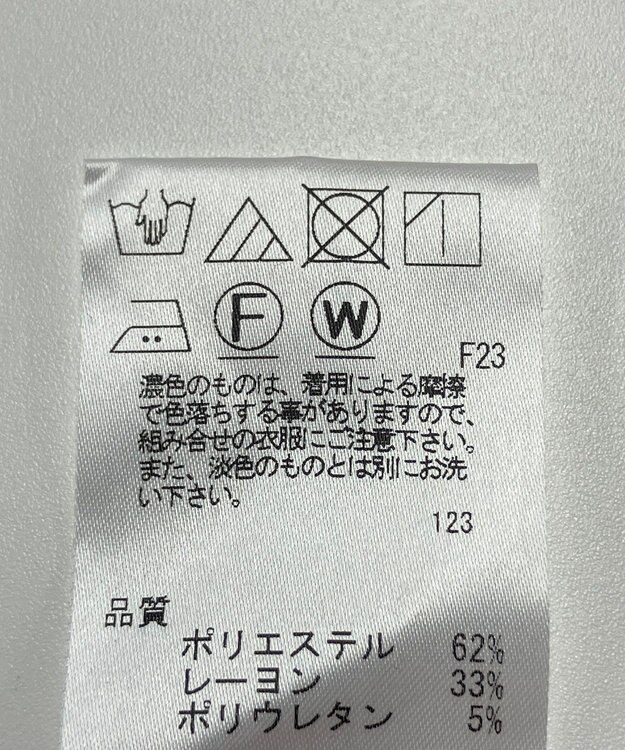 F W
F23
濃色のものは、着用による摩擦
で色落ちする事がありますので、
組み合せの衣服にご注意下さい。
また、淡色のものとは別にお洗
い下さい。
123
品質
ポリエステル 62%
レーヨン 33%
ポリウレタン 5%